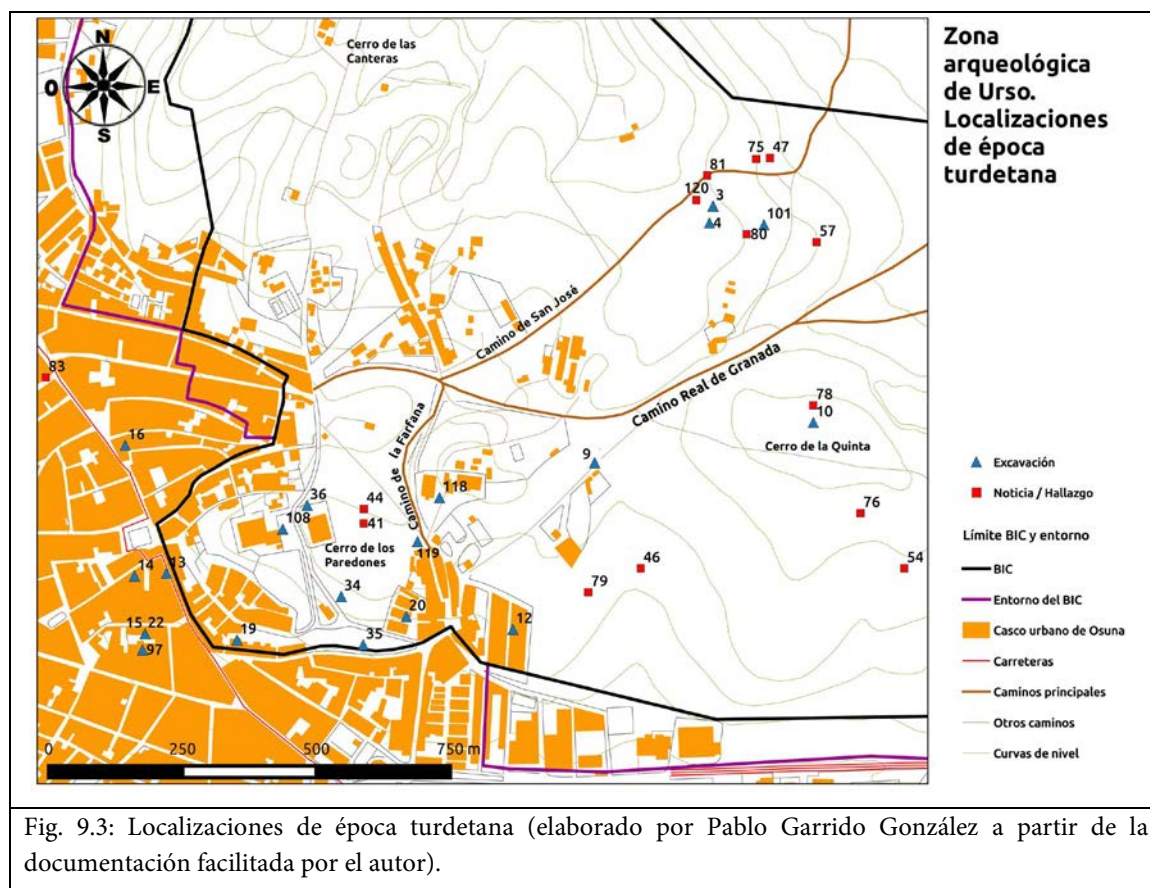 Zona
arqueológica
de Urso.
Localizaciones
de época
turdetana
N
O
E
S
Cerro de las
Canteras
75 47
81
120
3
4
101
80
57
Camino de San José
Camino Real de Granada
83
16
78
10
Cerro de la Quinta
9
Camino de la Farfana
118
36
44
108
41
Cerro de los
Paredones
119
76
54
46
79
14
13
34
20
12
15 22
97
19
35
0
250
500
750 m
Excavación
Noticia / Hallazgo
Límite BIC y entorno
BIC
Entorno del BIC
Casco urbano de Osuna
Carreteras
Caminos principales
Otros caminos
Curvas de nivel
Fig. 9.3: Localizaciones de época turdetana (elaborado por Pablo Garrido González a partir de la
documentación facilitada por el autor).